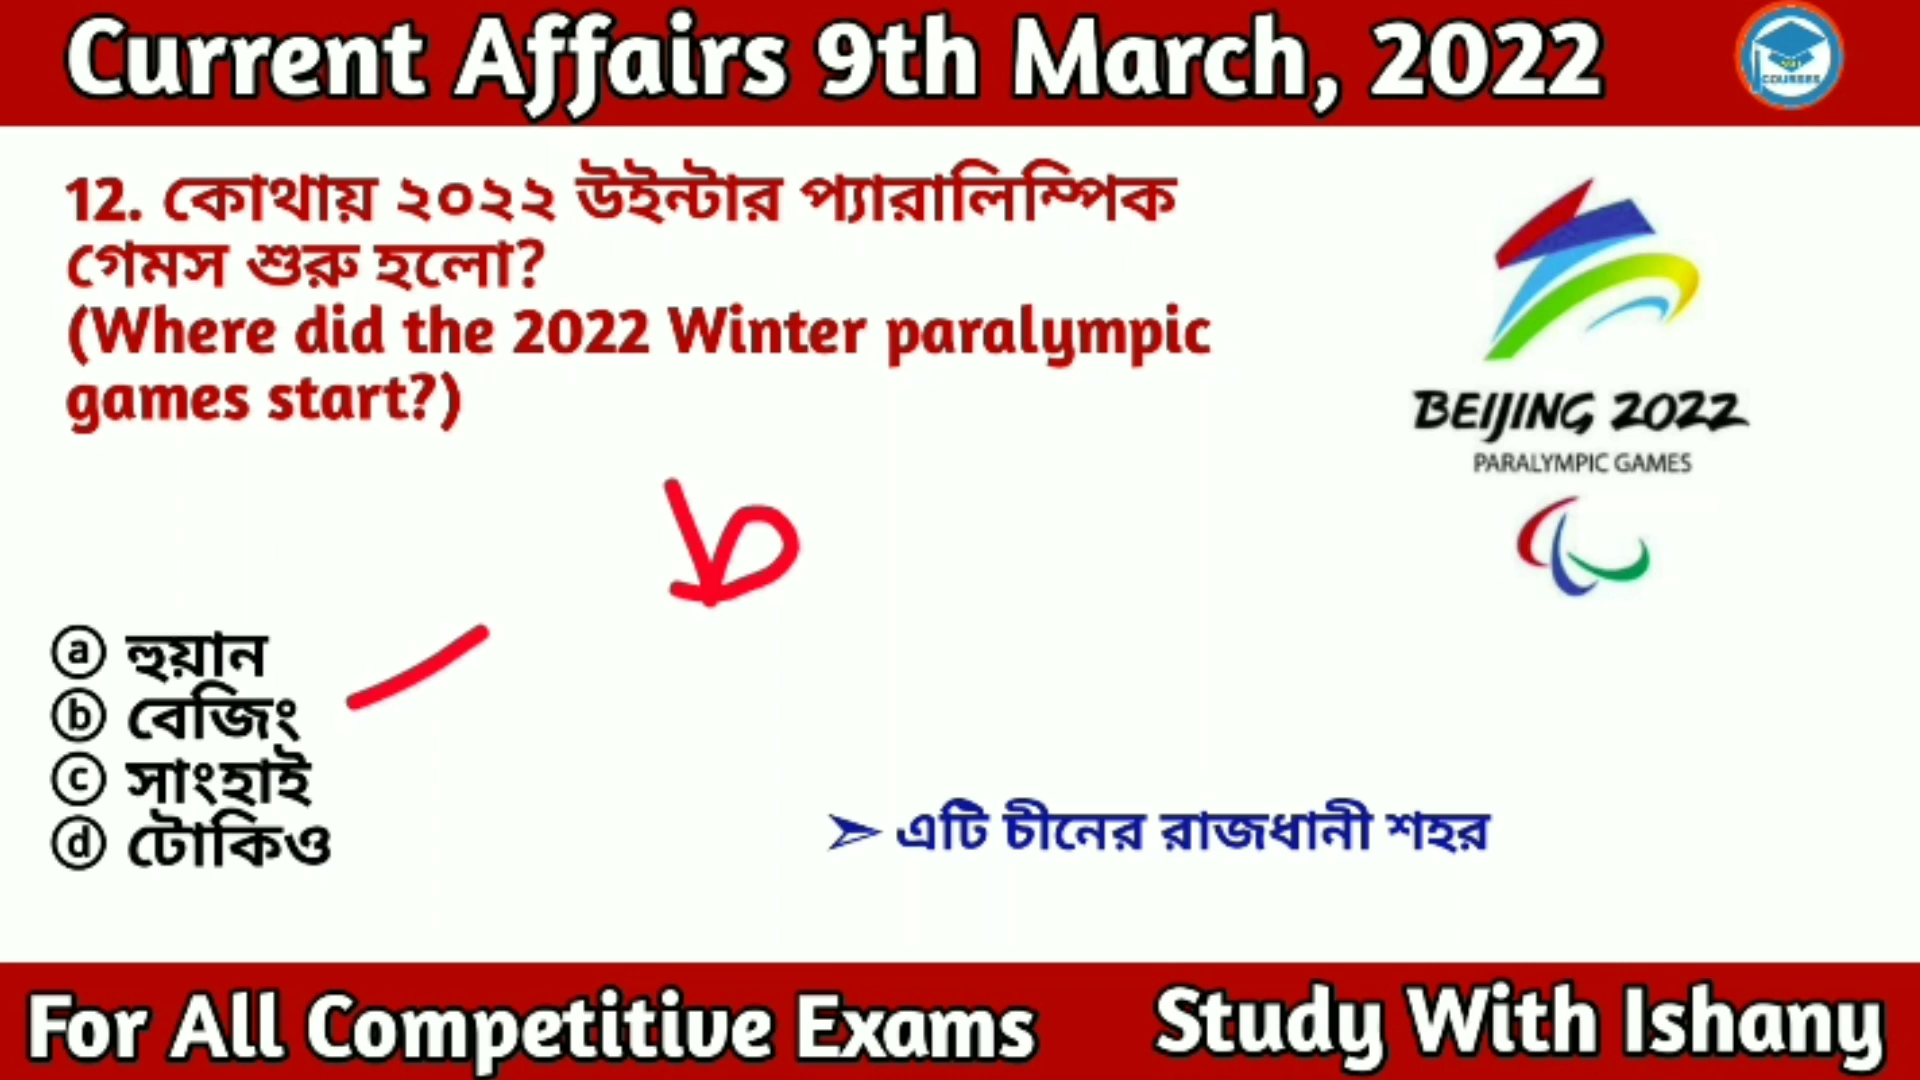 Current Affairs 9th March, 2022
COURSES
12. কোথায় ২০২২ উইন্টার প্যারালিম্পিক
গেমস শুরু হলো?
(Where did the 2022 Winter paralympic
games start?)
BEIJING 2022
PARALYMPIC GAMES
b
ⓐ হুয়ান
ⓑ বেজিং
ⓒ সাংহাই
ⓓ টোকিও
➢ এটি চীনের রাজধানী শহর
For All Competitive Exams Study With Ishany